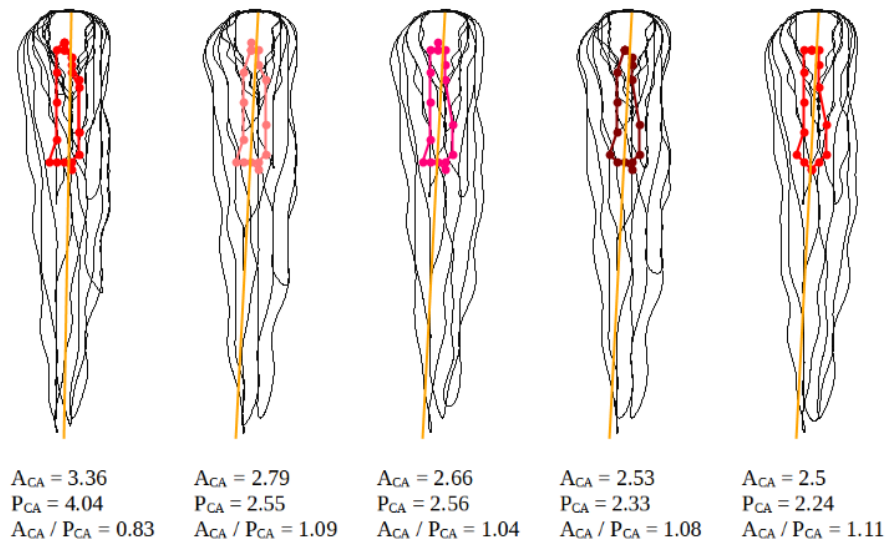 A_CA = 3.36
P_CA = 4.04
A_CA / P_CA = 0.83
A_CA = 2.79
P_CA = 2.55
A_CA / P_CA = 1.09
A_CA = 2.66
P_CA = 2.56
A_CA / P_CA = 1.04
A_CA = 2.53
P_CA = 2.33
A_CA / P_CA = 1.08
A_CA = 2.5
P_CA = 2.24
A_CA / P_CA = 1.11